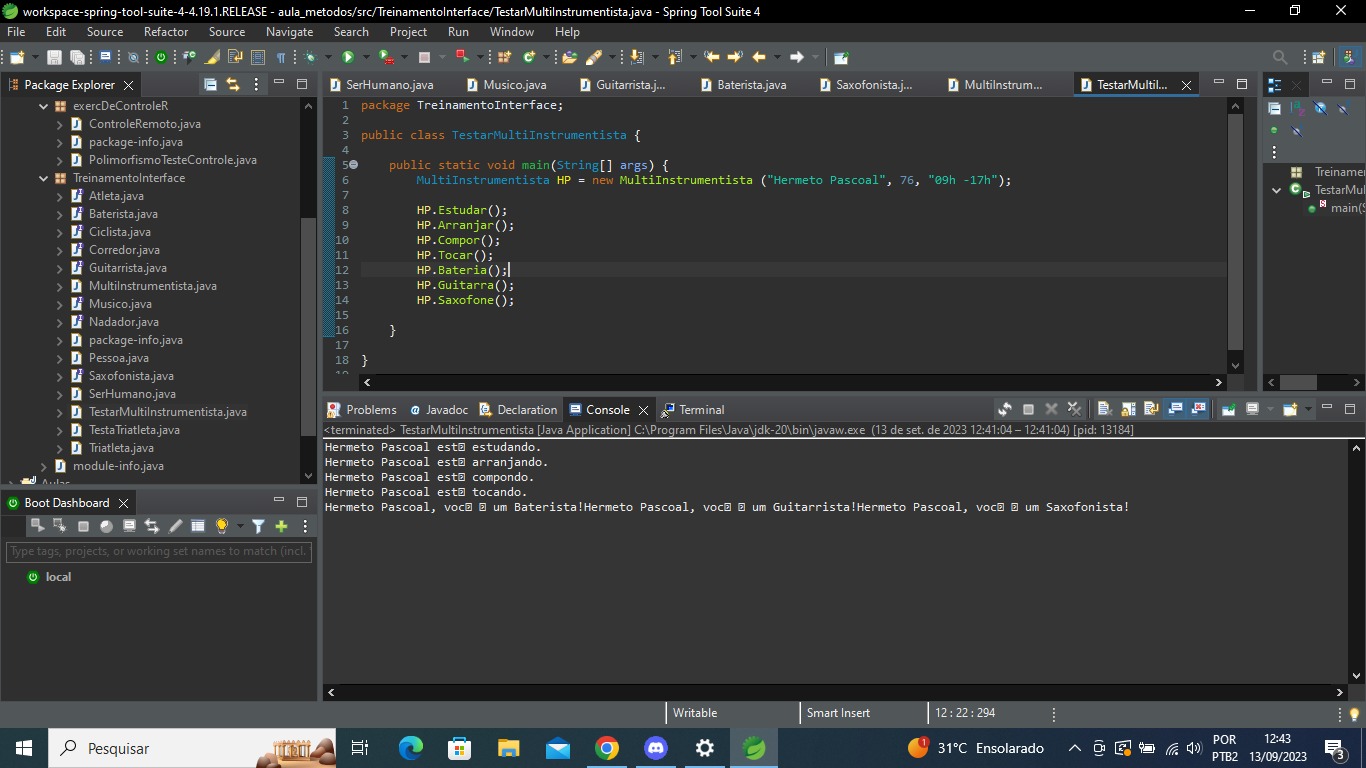 workspace-spring-tool-suite-4-4.19.1.RELEASE - aula_metodos/src/TreinamentoInterface/TestarMultiInstrumentista.java - Spring Tool Suite 4
File Edit Source Refactor Source Navigate Search Project Run Window Help
Package Explorer
exercDeControleR
ControleRemoto.java
package-info.java
PolimorfismoTesteControle.java
TreinamentoInterface
Atleta.java
Baterista.java
Ciclista.java
Corredor.java
Guitarrista.java
MultiInstrumentista.java
Musico.java
Nadador.java
package-info.java
Pessoa.java
Saxofonista.java
SerHumano.java
TestarMultiInstrumentista.java
TestaTriatleta.java
Triatleta.java
module-info.java
Aulas
SerHumano.java Musico.java Guitarrista.j... Baterista.java Saxofonista.j... MultiInstrum... TestarMultiI...
1 package TreinamentoInterface;
2
3 public class TestarMultiInstrumentista {
4
5 public static void main(String[] args) {
6 MultiInstrumentista HP = new MultiInstrumentista ("Hermeto Pascoal", 76, "09h -17h");
7
8 HP.Estudar();
9 HP.Arranjar();
10 HP.Compor();
11 HP.Tocar();
12 HP.Bateria();
13 HP.Guitarra();
14 HP.Saxofone();
15
16 }
17
18 }
19
Treiname
TestarMul
main(S
Problems Javadoc Declaration Console Terminal
<terminated> TestarMultiInstrumentista [Java Application] C:\Program Files\Java\jdk-20\bin\javaw.exe (13 de set. de 2023 12:41:04 – 12:41:04) [pid: 13184]
Hermeto Pascoal est� estudando.
Hermeto Pascoal est� arranjando.
Hermeto Pascoal est� compondo.
Hermeto Pascoal est� tocando.
Hermeto Pascoal, voc� � um Baterista!Hermeto Pascoal, voc� � um Guitarrista!Hermeto Pascoal, voc� � um Saxofonista!
Boot Dashboard
Type tags, projects, or working set names to match (incl.
local
Writable Smart Insert 12 : 22 : 294
Pesquisar
1 31°C Ensolarado
POR
PTB2
12:43
13/09/2023
3